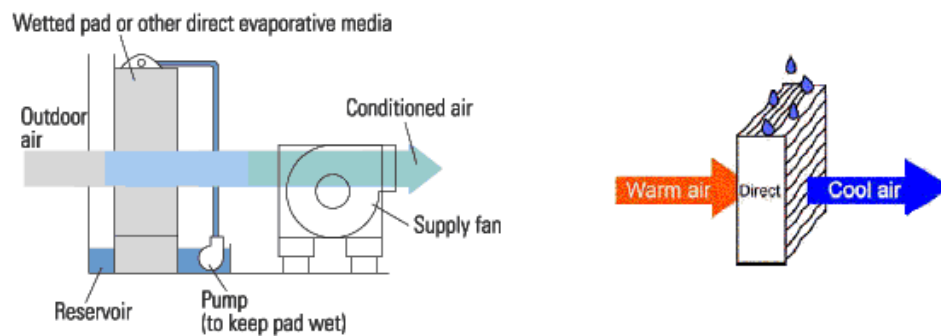 Wetted pad or other direct evaporative media
Outdoor
air
Conditioned air
Supply fan
Reservoir
Pump
(to keep pad wet)
Warm air
Direct
Cool air